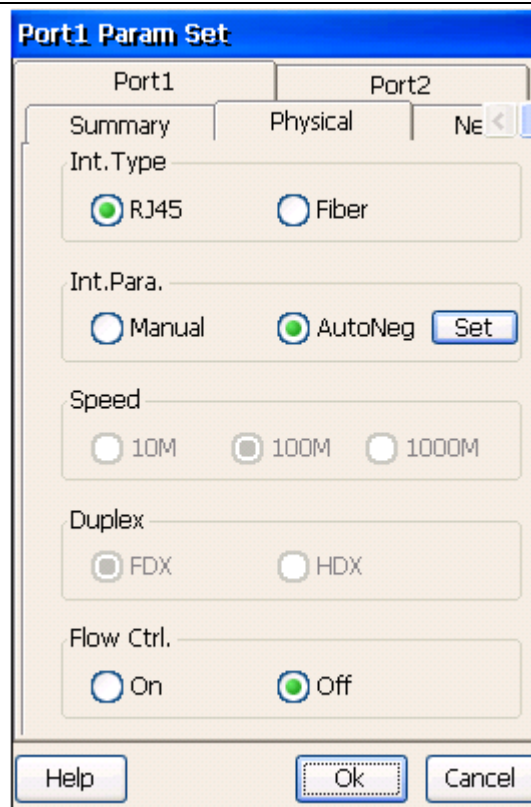 Port1 Param Set
Port1 Port2
Summary Physical Ne
Int.Type
RJ45 Fiber
Int.Para.
Manual AutoNeg Set
Speed
10M 100M 1000M
Duplex
FDX HDX
Flow Ctrl.
On Off
Help Ok Cancel